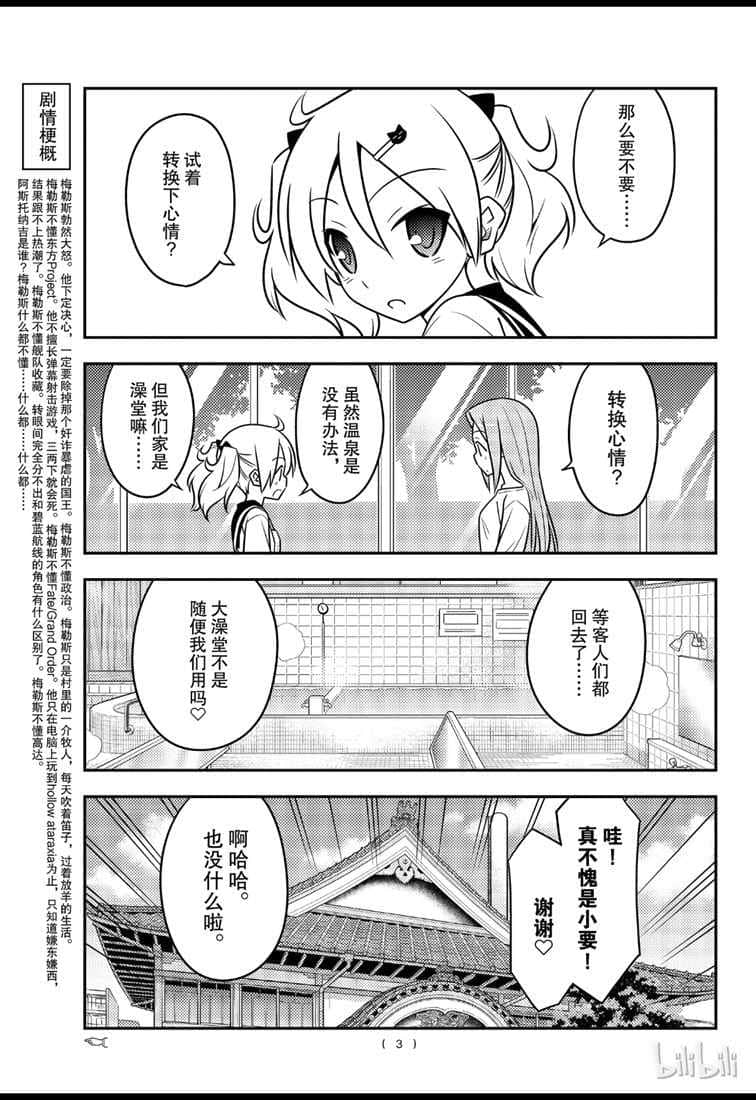 那么要不要……
试着
转换下心情？
转换心情？
虽然温泉是
没有办法，
但我们家是
澡堂嘛……
等客人们都
回去了……
大澡堂不是
随便我们用吗♡
哇！
真不愧是小要！
谢谢♡
啊哈哈。
也没什么啦。
剧情梗概
梅勒斯勃然大怒。他下定决心，一定要除掉那个奸诈暴虐的国王。梅勒斯不懂政治。梅勒斯只是村里的一介牧人，每天吹着笛子，过着放羊的生活。
梅勒斯不懂东方Project。他不擅长弹幕射击游戏，三两下就会死。梅勒斯不懂Fate/Grand Order。他只在电脑上玩到hollow ataraxia为止，只知道嫌东嫌西，
结果跟不上热潮了。梅勒斯不懂舰队收藏。转眼间完全分不出和碧蓝航线的角色有什么区别了。梅勒斯不懂高达。
阿斯托纳吉是谁？梅勒斯什么都不懂……什么都……什么都……
( 3 )
bilibili